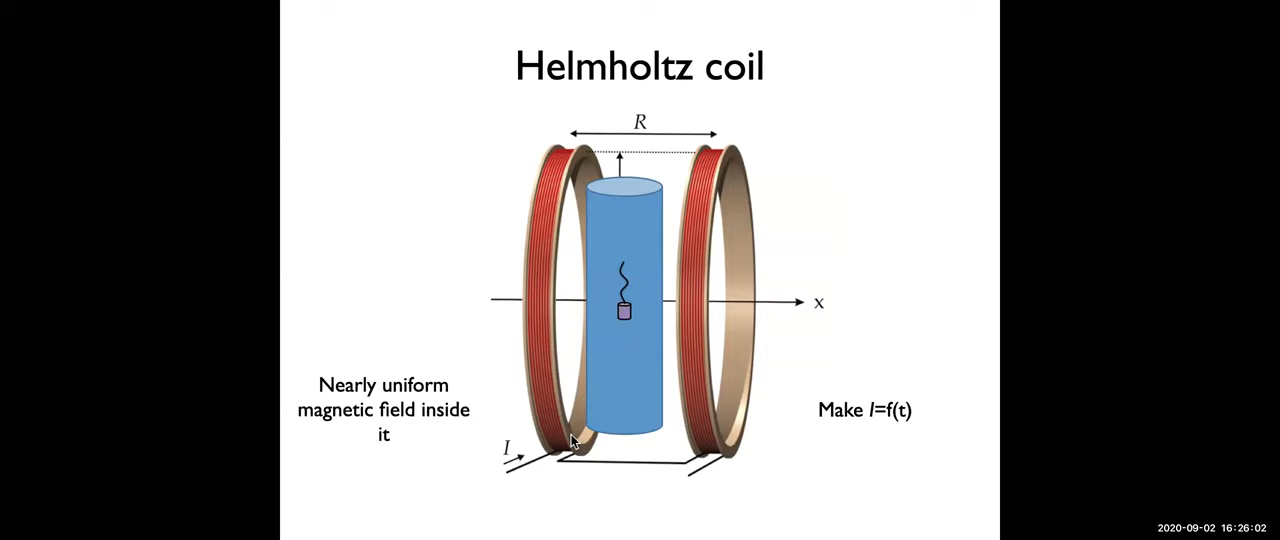 Helmholtz coil
R
x
Nearly uniform
magnetic field inside
it
Make I=f(t)
I
2020-09-02 16:26:02